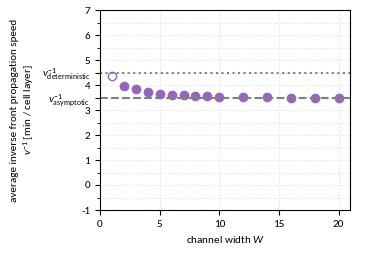 average inverse front propagation speed
v⁻¹ [min / cell layer]
7
6
5
v⁻¹deterministic
4
v⁻¹asymptotic
3
2
1
0
-1
0 5 10 15 20
channel width W